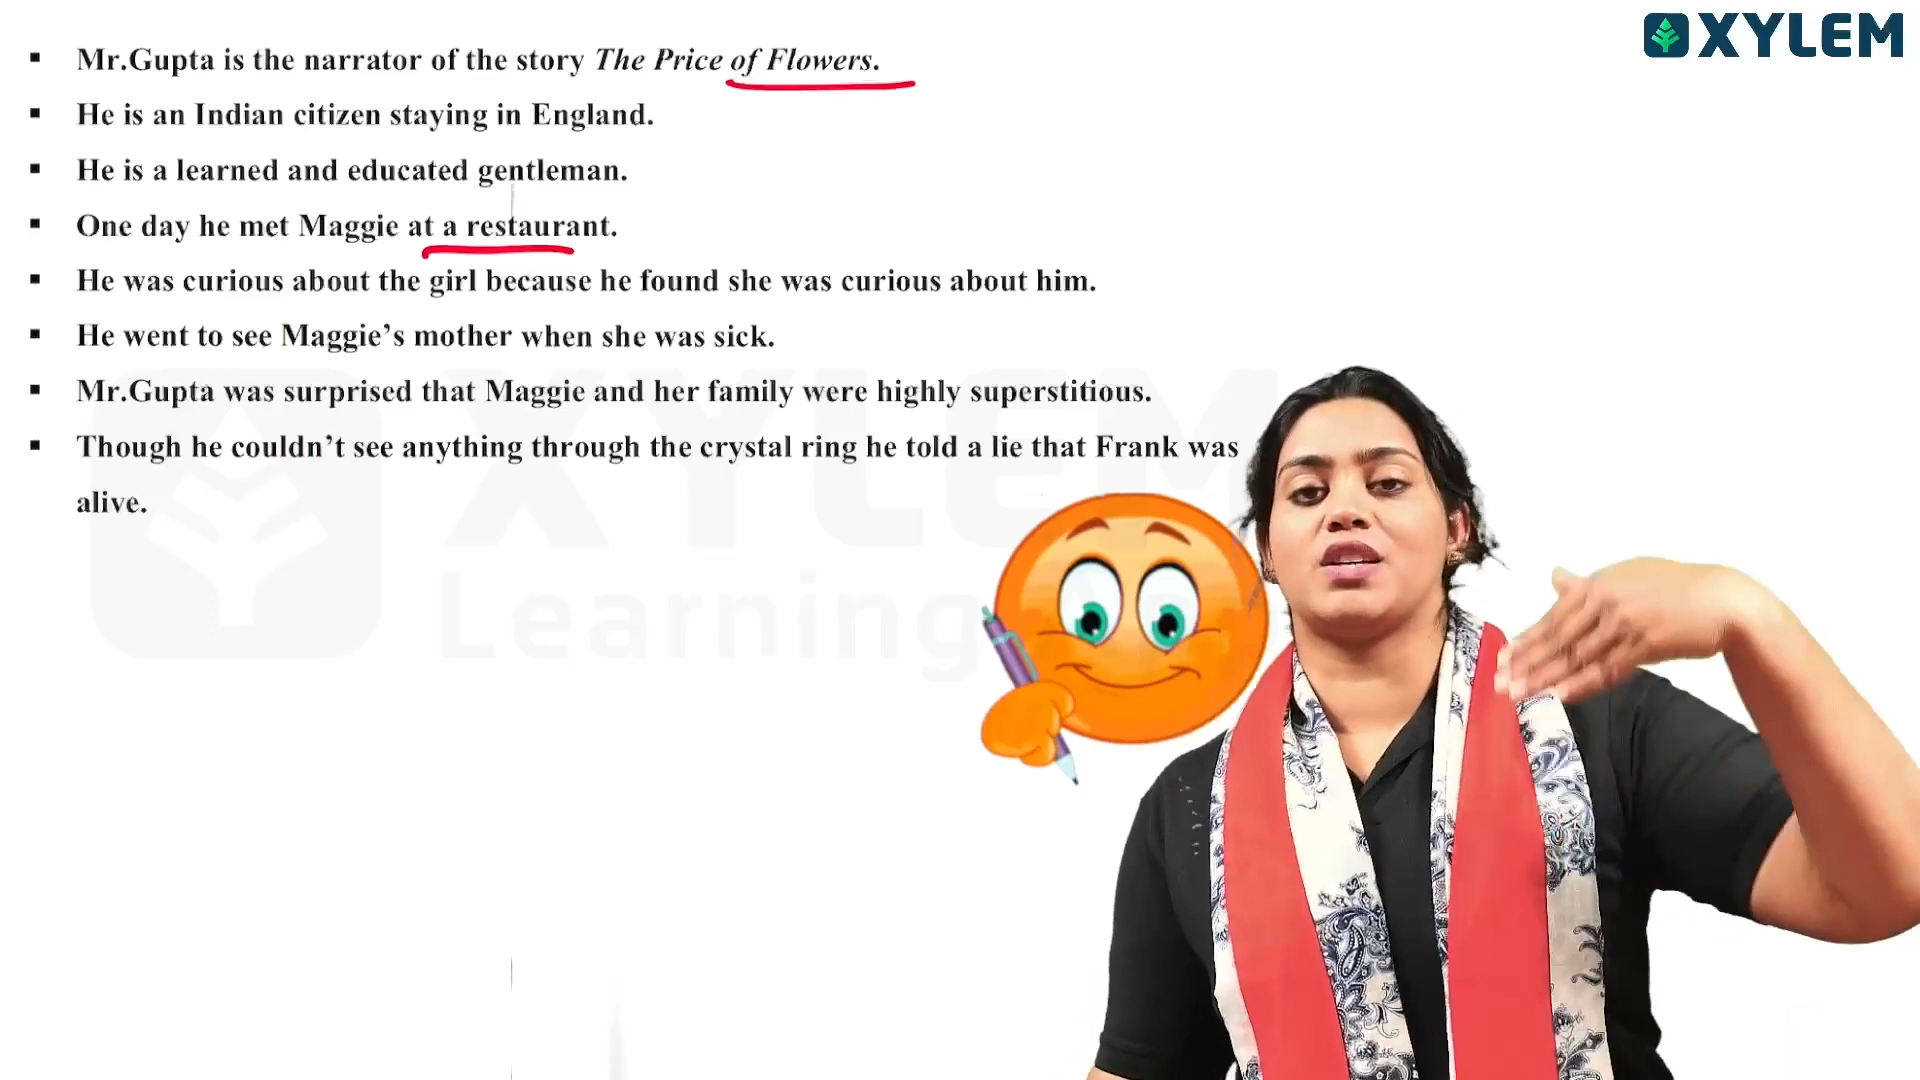 XYLEM
▪ Mr.Gupta is the narrator of the story The Price of Flowers.
▪ He is an Indian citizen staying in England.
▪ He is a learned and educated gentleman.
▪ One day he met Maggie at a restaurant.
▪ He was curious about the girl because he found she was curious about him.
▪ He went to see Maggie’s mother when she was sick.
▪ Mr.Gupta was surprised that Maggie and her family were highly superstitious.
▪ Though he couldn’t see anything through the crystal ring he told a lie that Frank was
alive.
XYLEM
Learning